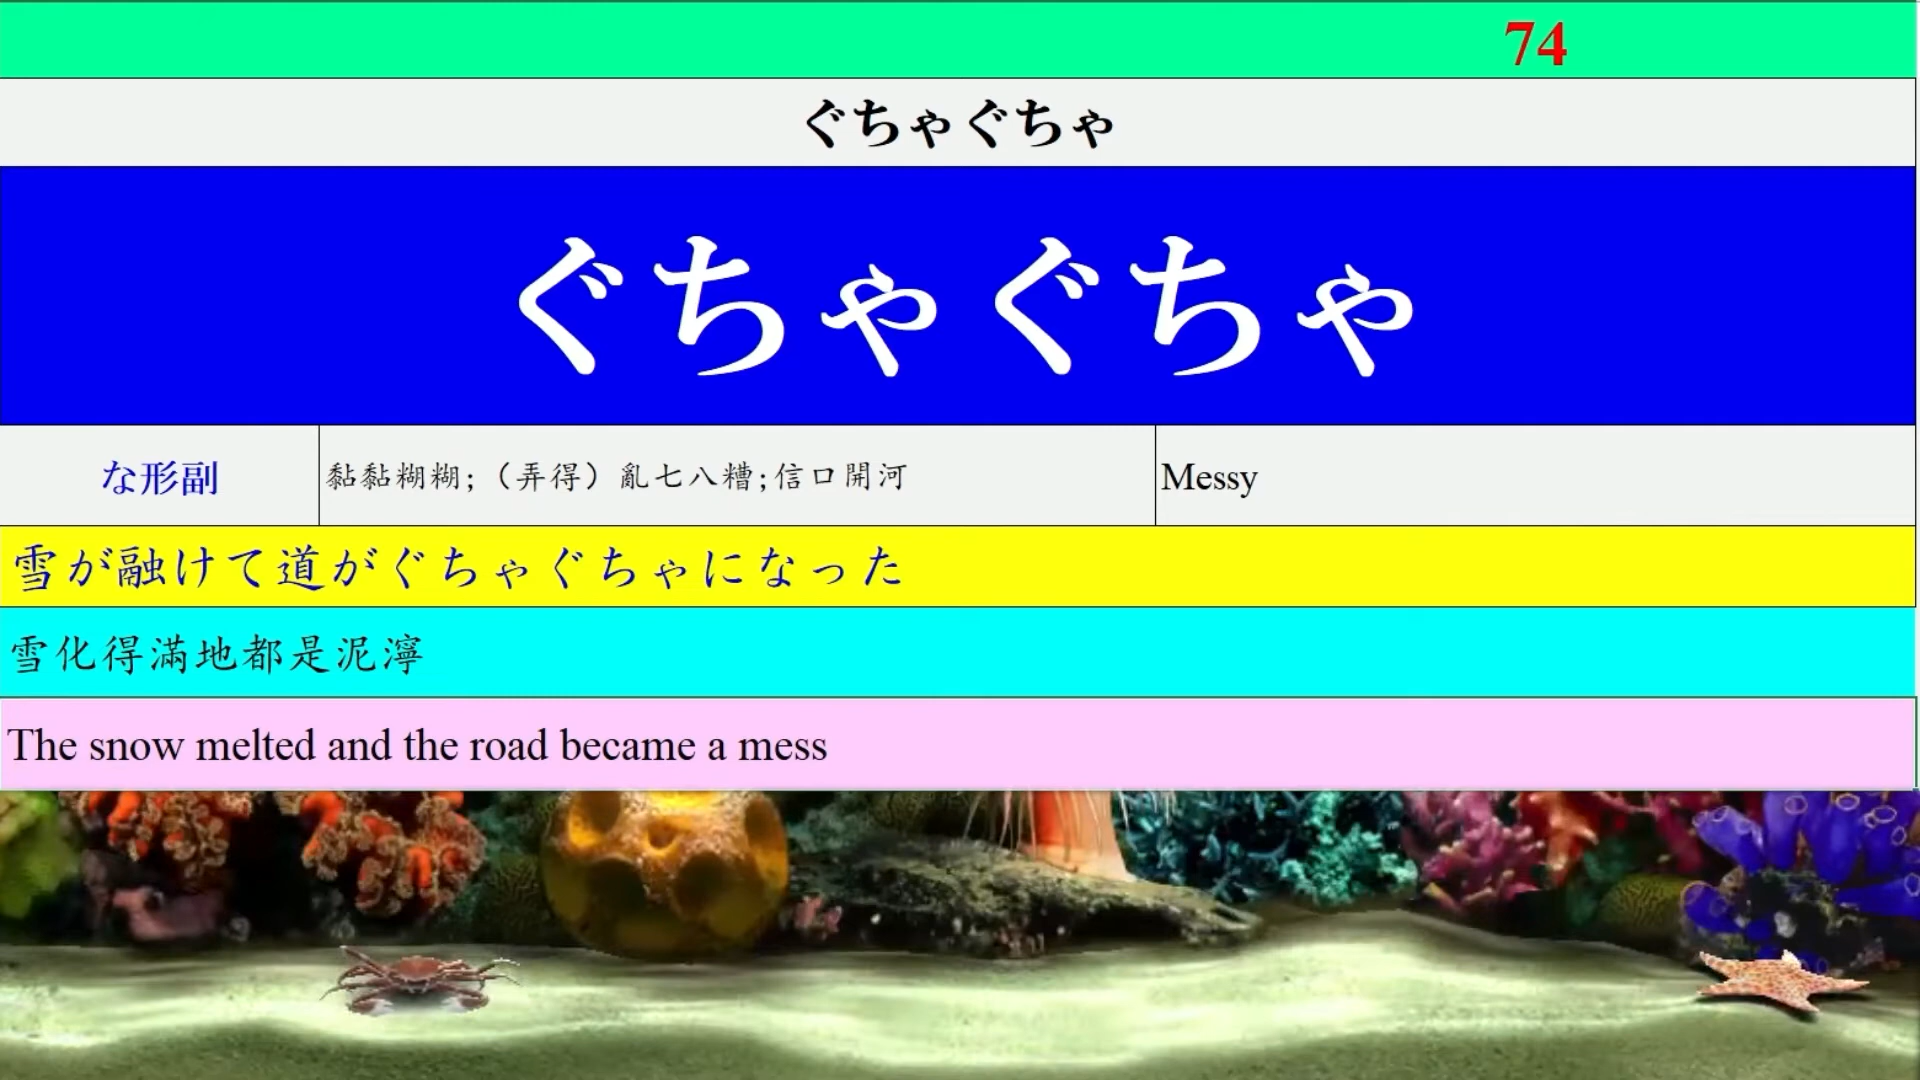 74
ぐちゃぐちゃ
ぐちゃぐちゃ
な形副
黏黏糊糊;（弄得）亂七八糟;信口開河
Messy
雪が融けて道がぐちゃぐちゃになった
雪化得滿地都是泥濘
The snow melted and the road became a mess